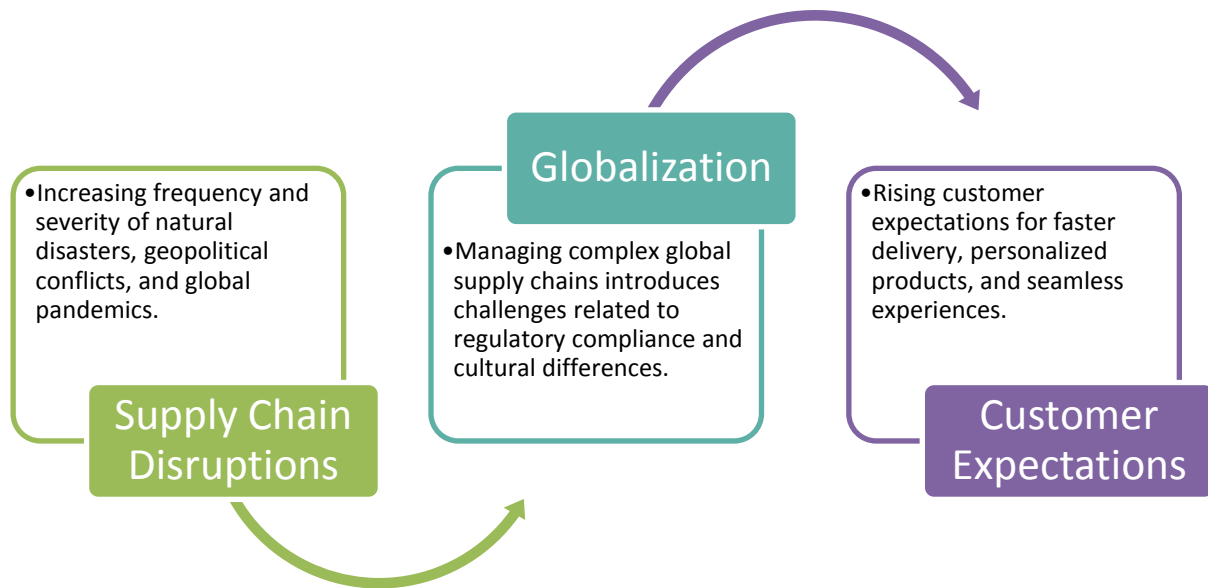 •Increasing frequency and
severity of natural
disasters, geopolitical
conflicts, and global
pandemics.
Supply Chain
Disruptions
Globalization
•Managing complex global
supply chains introduces
challenges related to
regulatory compliance and
cultural differences.
•Rising customer
expectations for faster
delivery, personalized
products, and seamless
experiences.
Customer
Expectations